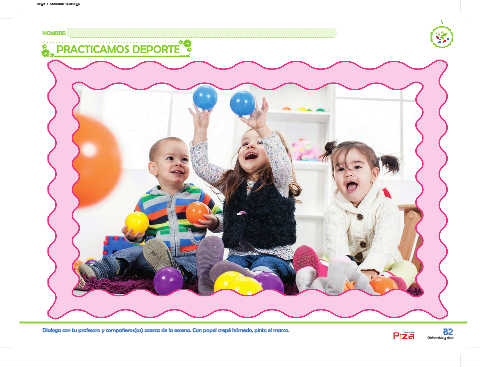 NOMBRE:
PRACTICAMOS DEPORTE
Dialoga con tu profesora y compañeros(as) acerca de la escena. Con papel crepé húmedo, pinta el marco.
82